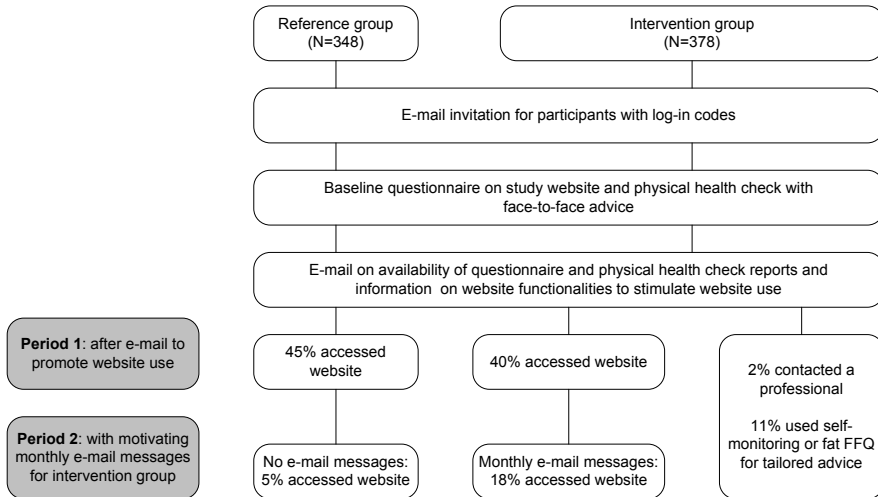 Reference group
(N=348)
Intervention group
(N=378)
E-mail invitation for participants with log-in codes
Baseline questionnaire on study website and physical health check with
face-to-face advice
E-mail on availability of questionnaire and physical health check reports and
information on website functionalities to stimulate website use
Period 1: after e-mail to
promote website use
45% accessed
website
40% accessed website
2% contacted a
professional
11% used self-
monitoring or fat FFQ
for tailored advice
Period 2: with motivating
monthly e-mail messages
for intervention group
No e-mail messages:
5% accessed website
Monthly e-mail messages:
18% accessed website